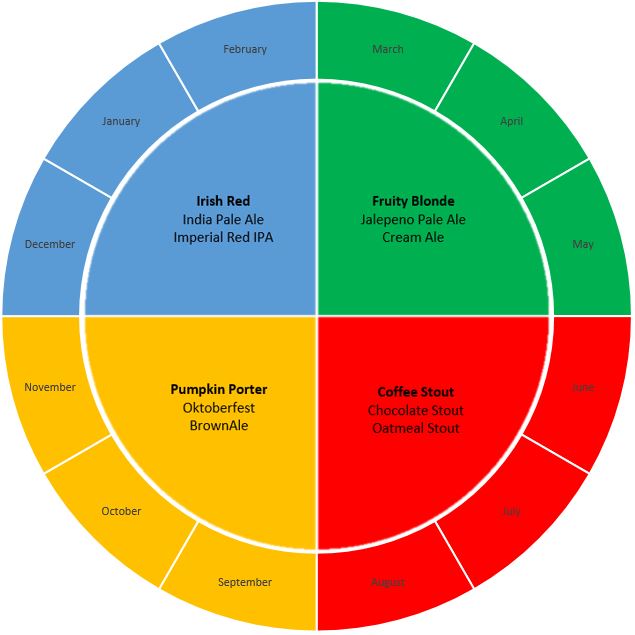 February
March
January
April
December
May
Irish Red
India Pale Ale
Imperial Red IPA
Fruity Blonde
Jalepeno Pale Ale
Cream Ale
Pumpkin Porter
Oktoberfest
BrownAle
Coffee Stout
Chocolate Stout
Oatmeal Stout
November
June
October
July
September
August